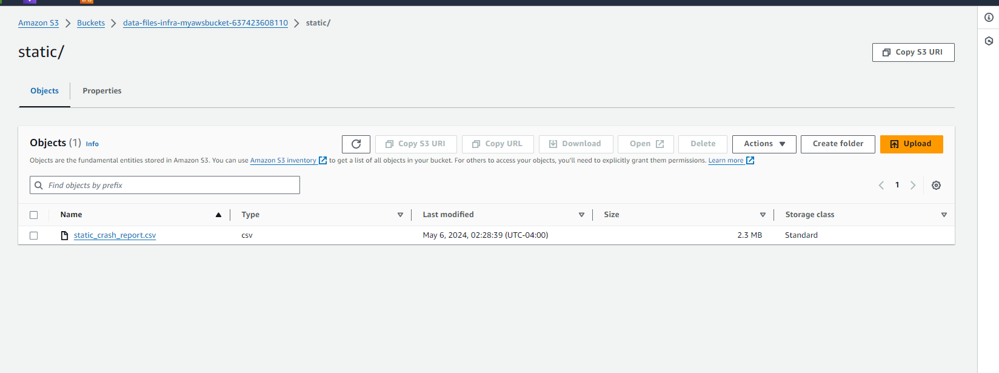 Amazon S3 > Buckets > data-files-infra-myawsbucket-637423608110 > static/
static/
Copy S3 URI
Objects Properties
Objects (1) Info
Copy S3 URI Copy URL Download Open Delete Actions Create folder Upload
Objects are the fundamental entities stored in Amazon S3. You can use Amazon S3 inventory to get a list of all objects in your bucket. For others to access your objects, you'll need to explicitly grant them permissions. Learn more
Find objects by prefix
1
Name Type Last modified Size Storage class
static_crash_report.csv csv May 6, 2024, 02:28:39 (UTC-04:00) 2.3 MB Standard